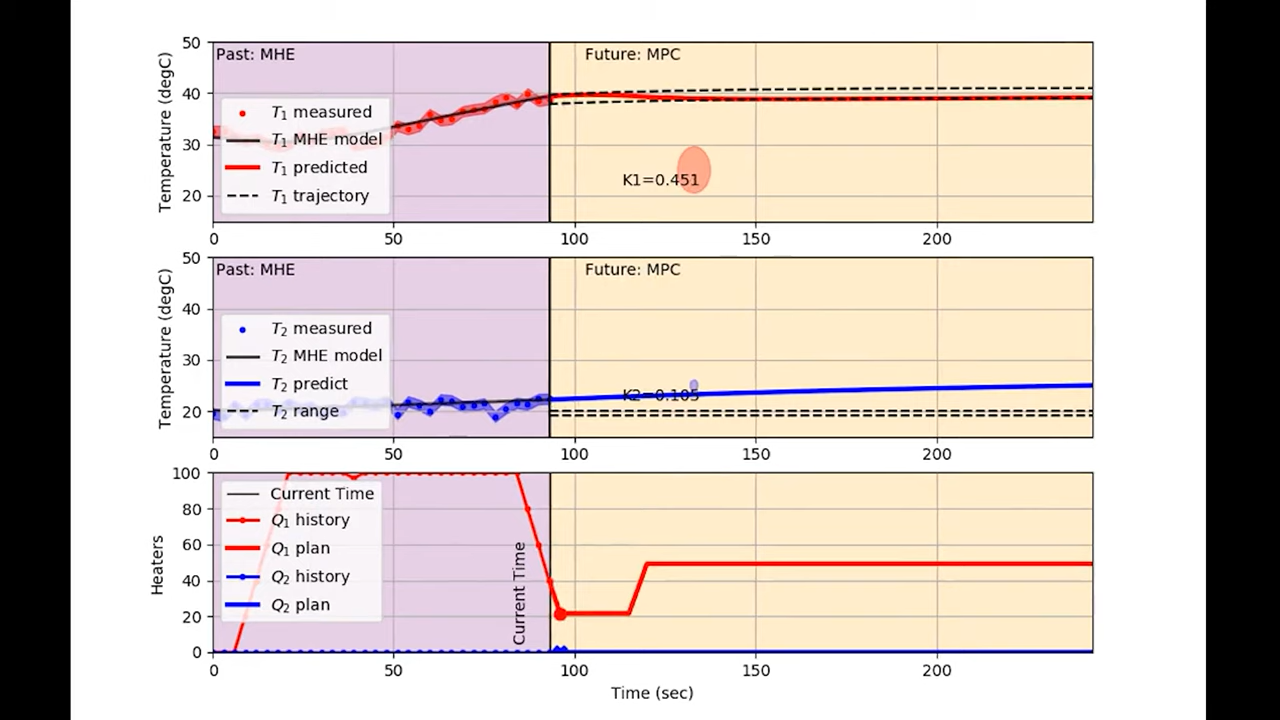 50
Past: MHE
Future: MPC
40
30
20
Temperature (degC)
T₁ measured
T₁ MHE model
T₁ predicted
T₁ trajectory
K1=0.451
0
50
100
150
200
50
Past: MHE
Future: MPC
40
30
20
Temperature (degC)
T₂ measured
T₂ MHE model
T₂ predict
T₂ range
K2=0.105
0
50
100
150
200
100
80
60
40
20
0
Heaters
Current Time
Q₁ history
Q₁ plan
Q₂ history
Q₂ plan
Current Time
0
50
100
150
200
Time (sec)